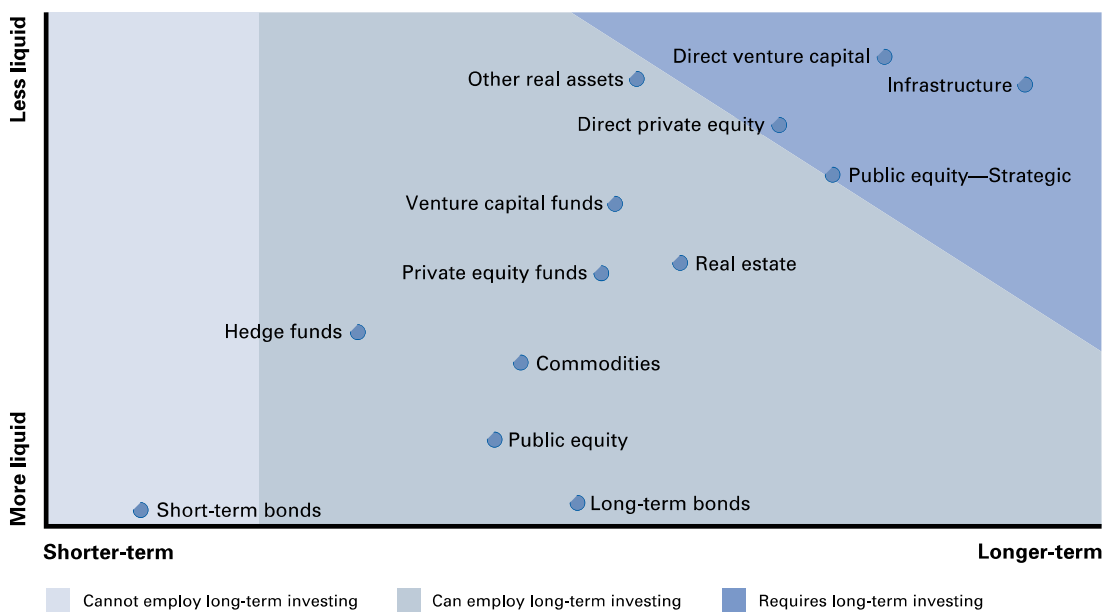 Less liquid
Direct venture capital
Other real assets
Infrastructure
Direct private equity
Public equity—Strategic
Venture capital funds
Real estate
Private equity funds
Hedge funds
Commodities
More liquid
Public equity
Long-term bonds
Short-term bonds
Shorter-term
Longer-term
Cannot employ long-term investing
Can employ long-term investing
Requires long-term investing